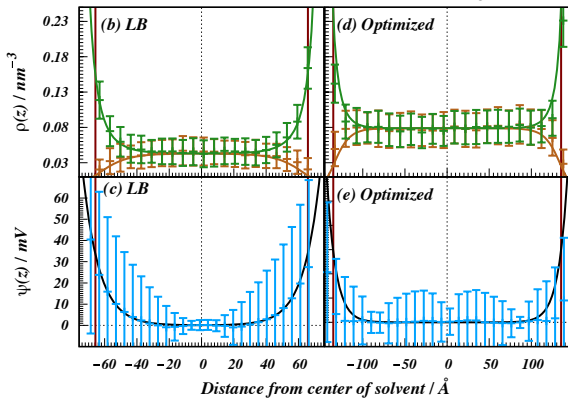 (b) LB
(d) Optimized
0.23
0.18
0.13
0.08
0.03
ρ(z) / nm⁻³
(c) LB
(e) Optimized
60
50
40
30
20
10
0
ψ(z) / mV
−60 −40 −20 0 20 40 60
−100 −50 0 50 100
Distance from center of solvent / Å